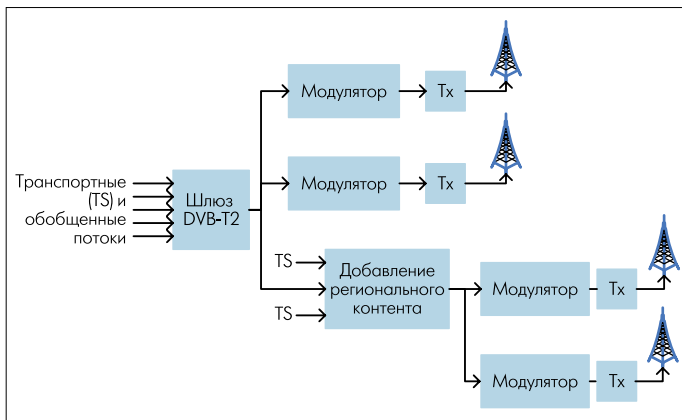 Модулятор
Tx
Модулятор
Tx
Транспортные
(TS) и
обобщенные
потоки
Шлюз
DVB-T2
TS
TS
Добавление
регионального
контента
Модулятор
Tx
Модулятор
Tx